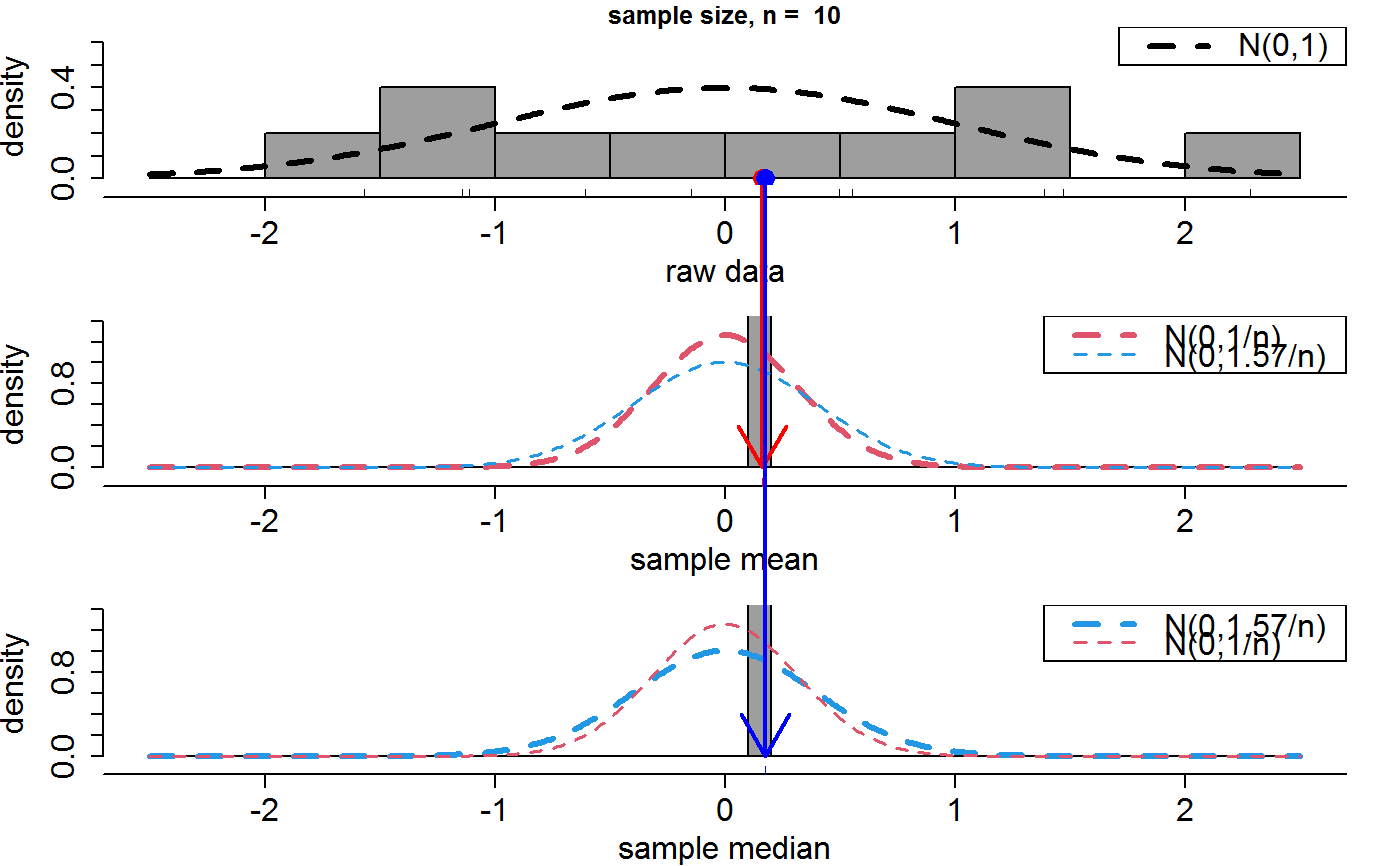 sample size, n = 10
N(0,1)
density
0.0 0.4
-2 -1 0 1 2
raw data
N(0,1/n)
N(0,1.57/n)
density
0.0 0.8
-2 -1 0 1 2
sample mean
N(0,1.57/n)
N(0,1/n)
density
0.0 0.8
-2 -1 0 1 2
sample median